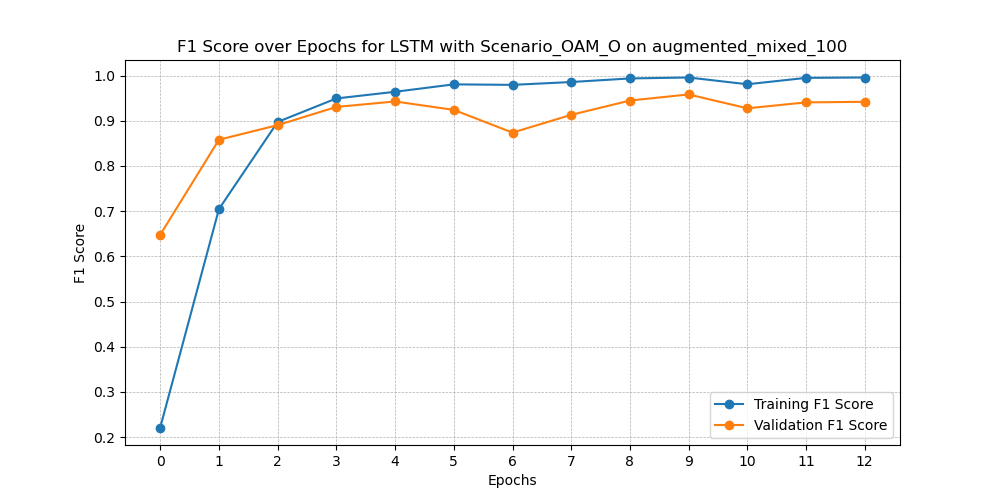 F1 Score over Epochs for LSTM with Scenario_OAM_O on augmented_mixed_100
1.0
0.9
0.8
0.7
0.6
0.5
0.4
0.3
0.2
F1 Score
Training F1 Score
Validation F1 Score
0 1 2 3 4 5 6 7 8 9 10 11 12
Epochs